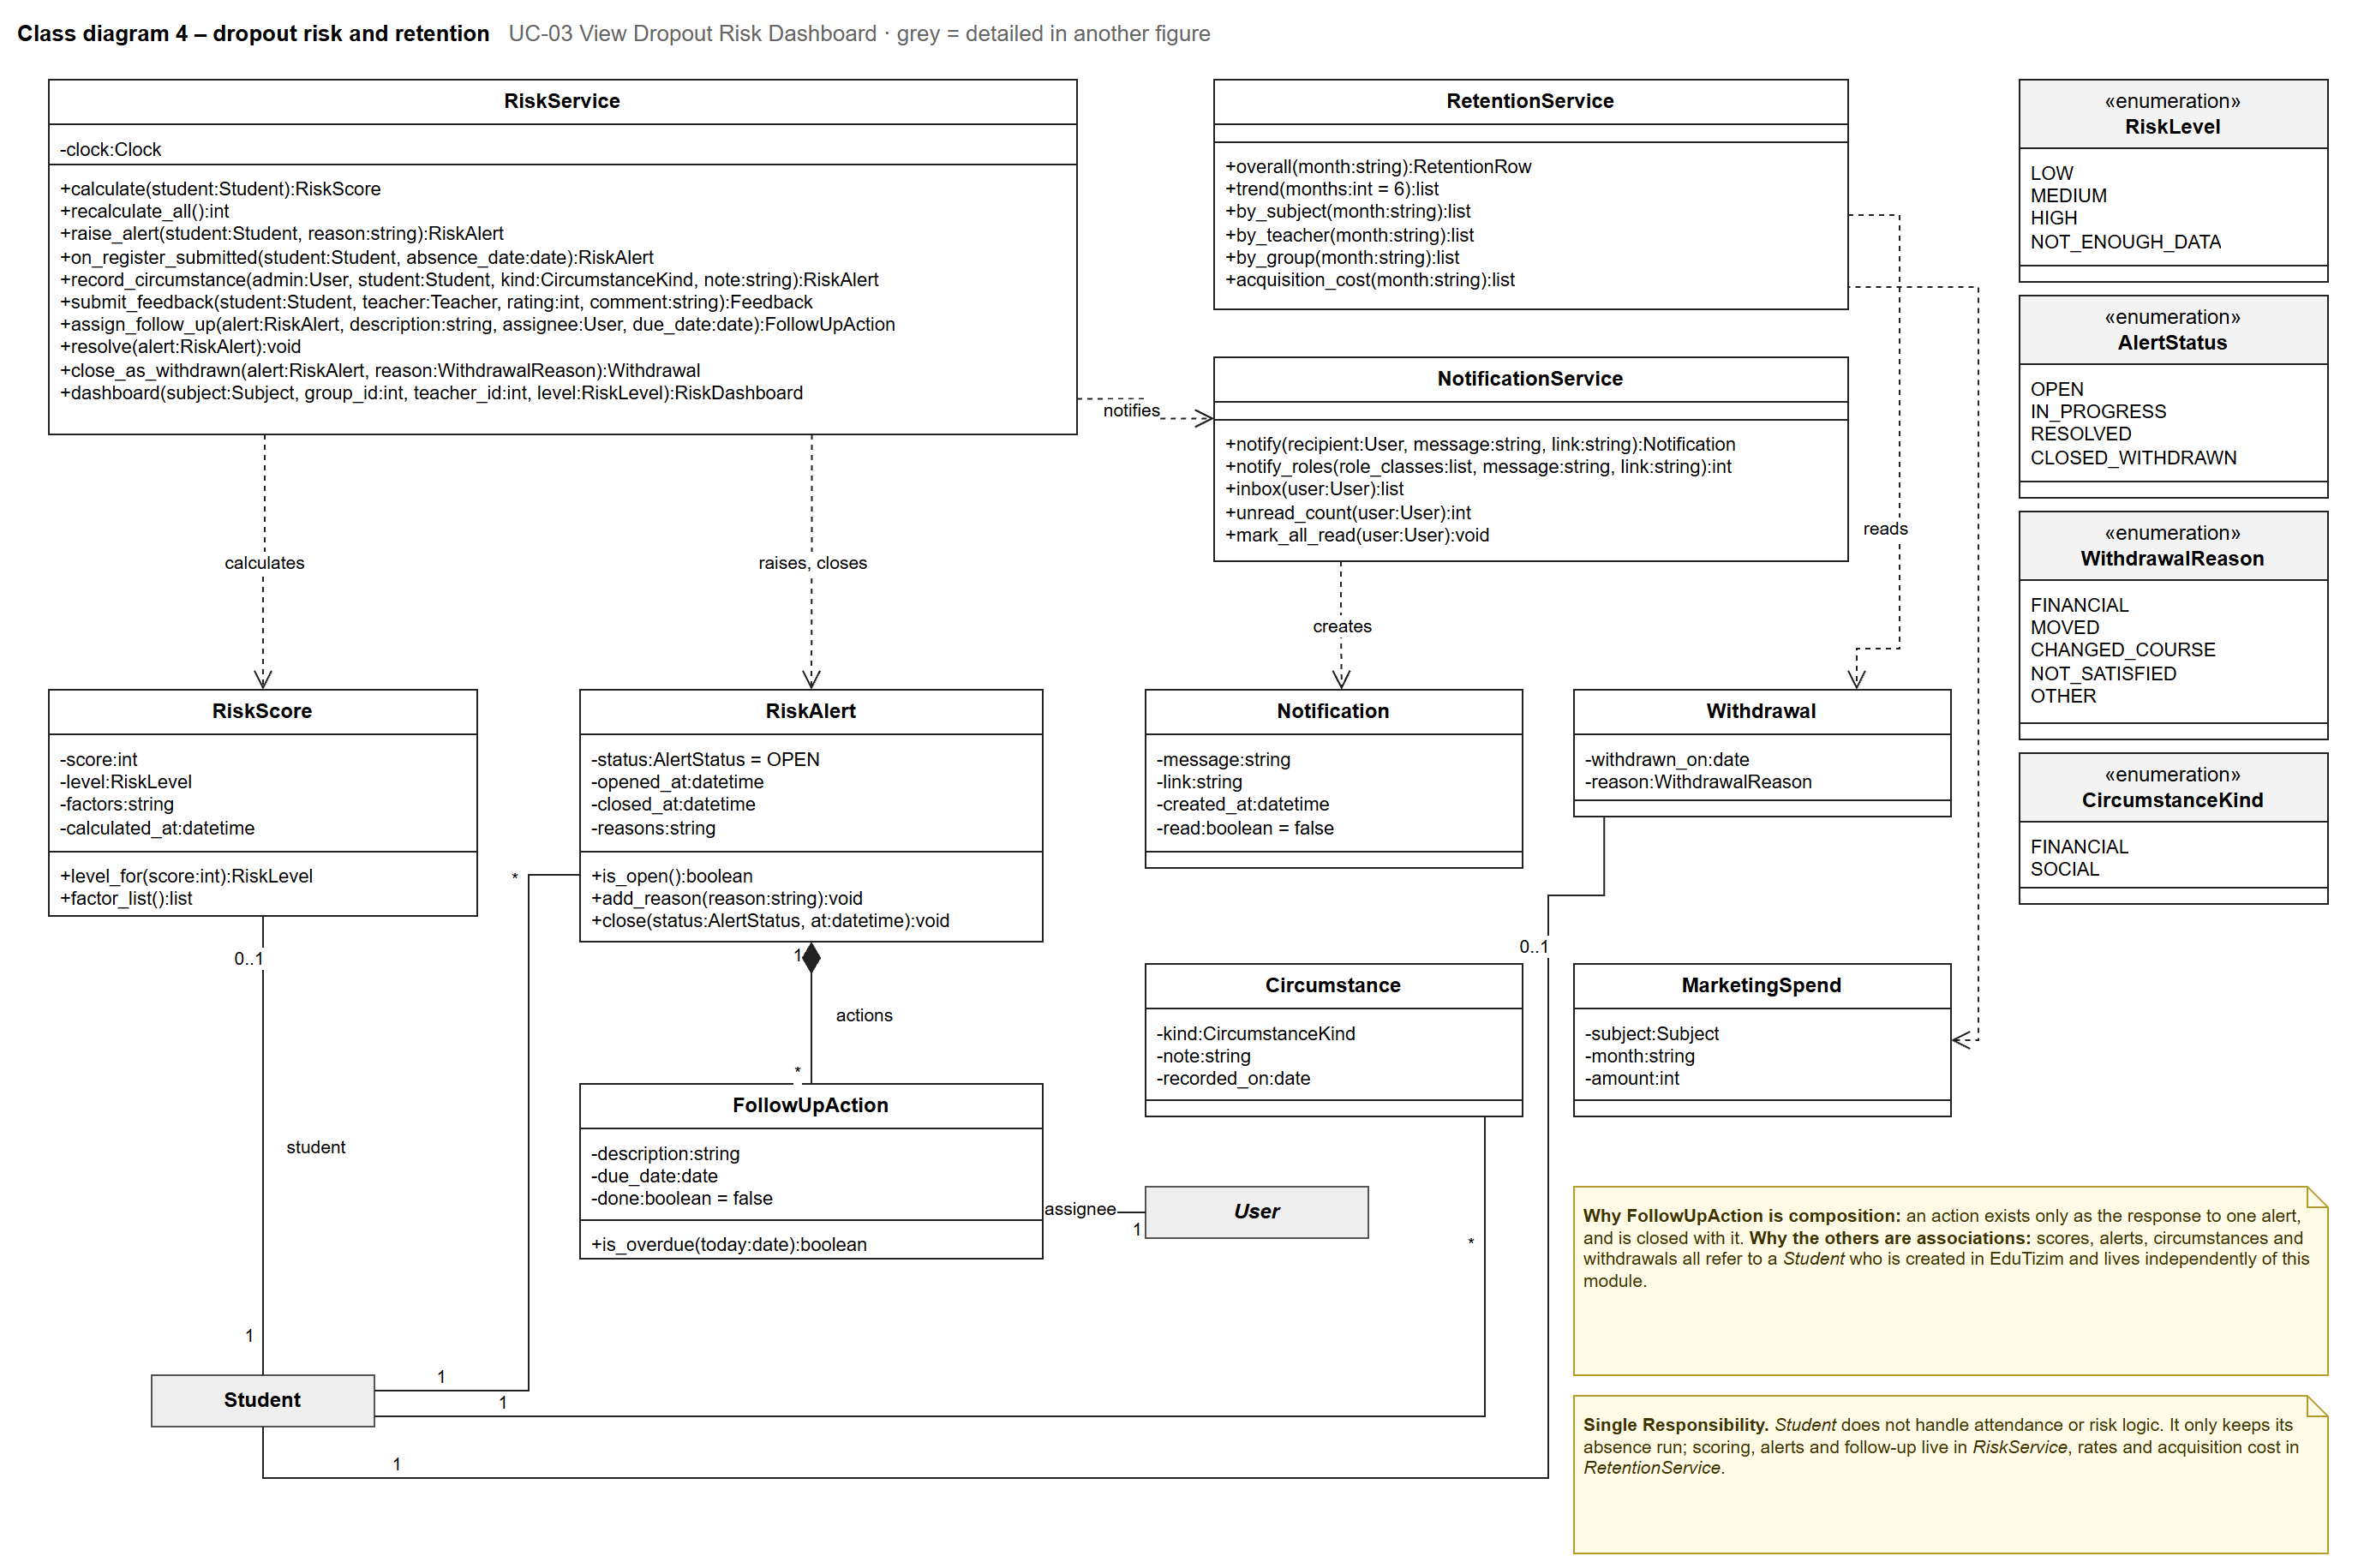 Class diagram 4 – dropout risk and retention UC-03 View Dropout Risk Dashboard · grey = detailed in another figure
RiskService
-clock:Clock
+calculate(student:Student):RiskScore
+recalculate_all():int
+raise_alert(student:Student, reason:string):RiskAlert
+on_register_submitted(student:Student, absence_date:date):RiskAlert
+record_circumstance(admin:User, student:Student, kind:CircumstanceKind, note:string):RiskAlert
+submit_feedback(student:Student, teacher:Teacher, rating:int, comment:string):Feedback
+assign_follow_up(alert:RiskAlert, description:string, assignee:User, due_date:date):FollowUpAction
+resolve(alert:RiskAlert):void
+close_as_withdrawn(alert:RiskAlert, reason:WithdrawalReason):Withdrawal
+dashboard(subject:Subject, group_id:int, teacher_id:int, level:RiskLevel):RiskDashboard
RetentionService
+overall(month:string):RetentionRow
+trend(months:int = 6):list
+by_subject(month:string):list
+by_teacher(month:string):list
+by_group(month:string):list
+acquisition_cost(month:string):list
«enumeration»
RiskLevel
LOW
MEDIUM
HIGH
NOT_ENOUGH_DATA
«enumeration»
AlertStatus
OPEN
IN_PROGRESS
RESOLVED
CLOSED_WITHDRAWN
notifies
NotificationService
+notify(recipient:User, message:string, link:string):Notification
+notify_roles(role_classes:list, message:string, link:string):int
+inbox(user:User):list
+unread_count(user:User):int
+mark_all_read(user:User):void
reads
«enumeration»
WithdrawalReason
FINANCIAL
MOVED
CHANGED_COURSE
NOT_SATISFIED
OTHER
calculates
raises, closes
creates
RiskScore
-score:int
-level:RiskLevel
-factors:string
-calculated_at:datetime
+level_for(score:int):RiskLevel
+factor_list():list
RiskAlert
-status:AlertStatus = OPEN
-opened_at:datetime
-closed_at:datetime
-reasons:string
+is_open():boolean
+add_reason(reason:string):void
+close(status:AlertStatus, at:datetime):void
Notification
-message:string
-link:string
-created_at:datetime
-read:boolean = false
Withdrawal
-withdrawn_on:date
-reason:WithdrawalReason
«enumeration»
CircumstanceKind
FINANCIAL
SOCIAL
*
0..1
1
0..1
actions
*
Circumstance
-kind:CircumstanceKind
-note:string
-recorded_on:date
MarketingSpend
-subject:Subject
-month:string
-amount:int
FollowUpAction
-description:string
-due_date:date
-done:boolean = false
+is_overdue(today:date):boolean
student
assignee
1
User
*
Why FollowUpAction is composition: an action exists only as the response to one alert,
and is closed with it. Why the others are associations: scores, alerts, circumstances and
withdrawals all refer to a Student who is created in EduTizim and lives independently of this
module.
1
1
1
Student
1
Single Responsibility. Student does not handle attendance or risk logic. It only keeps its
absence run; scoring, alerts and follow-up live in RiskService, rates and acquisition cost in
RetentionService.